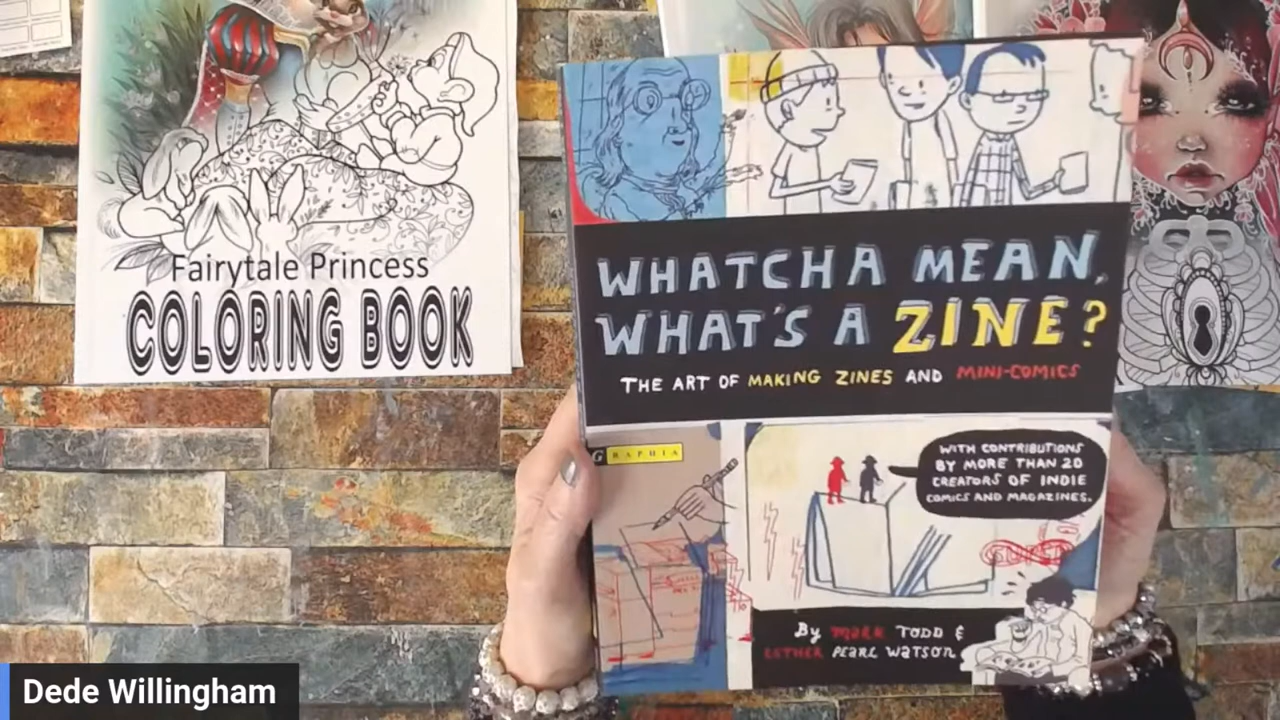 Fairytale Princess
COLORING BOOK
WHATCHA MEAN,
WHAT'S A ZINE?
THE ART OF MAKING ZINES AND MINI-COMICS
GRAPHIA
WITH CONTRIBUTIONS
BY MORE THAN 20
CREATORS OF INDIE
COMICS AND MAGAZINES.
By MARK TODD &
ESTHER PEARL WATSON
Dede Willingham